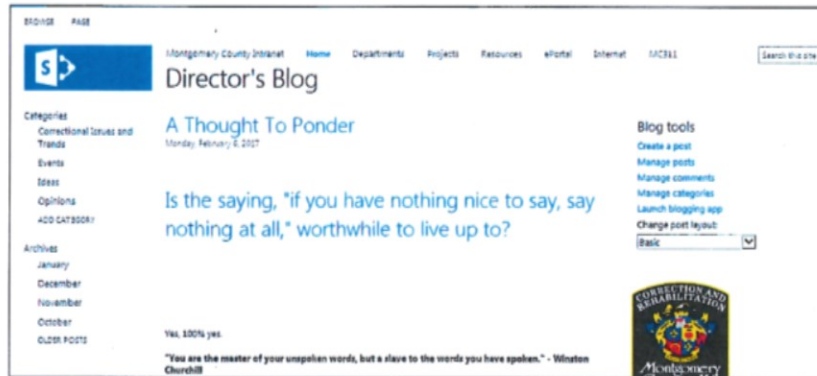 BROWSE PAGE
Montgomery County Intranet Home Departments Projects Resources ePortal Internet MC311 Search this site
Director's Blog
Categories
Correctional Issues and
Trends
Events
Ideas
Opinions
ADD CATEGORY
Archives
January
December
November
October
OLDER POSTS
A Thought To Ponder
Monday, February 6, 2017
Is the saying, "if you have nothing nice to say, say
nothing at all," worthwhile to live up to?
Yes, 100% yes.
"You are the master of your unspoken words, but a slave to the words you have spoken." - Winston
Churchill
Blog tools
Create a post
Manage posts
Manage comments
Manage categories
Launch blogging app
Change post layout:
Basic
CORRECTION AND
REHABILITATION
Montgomery